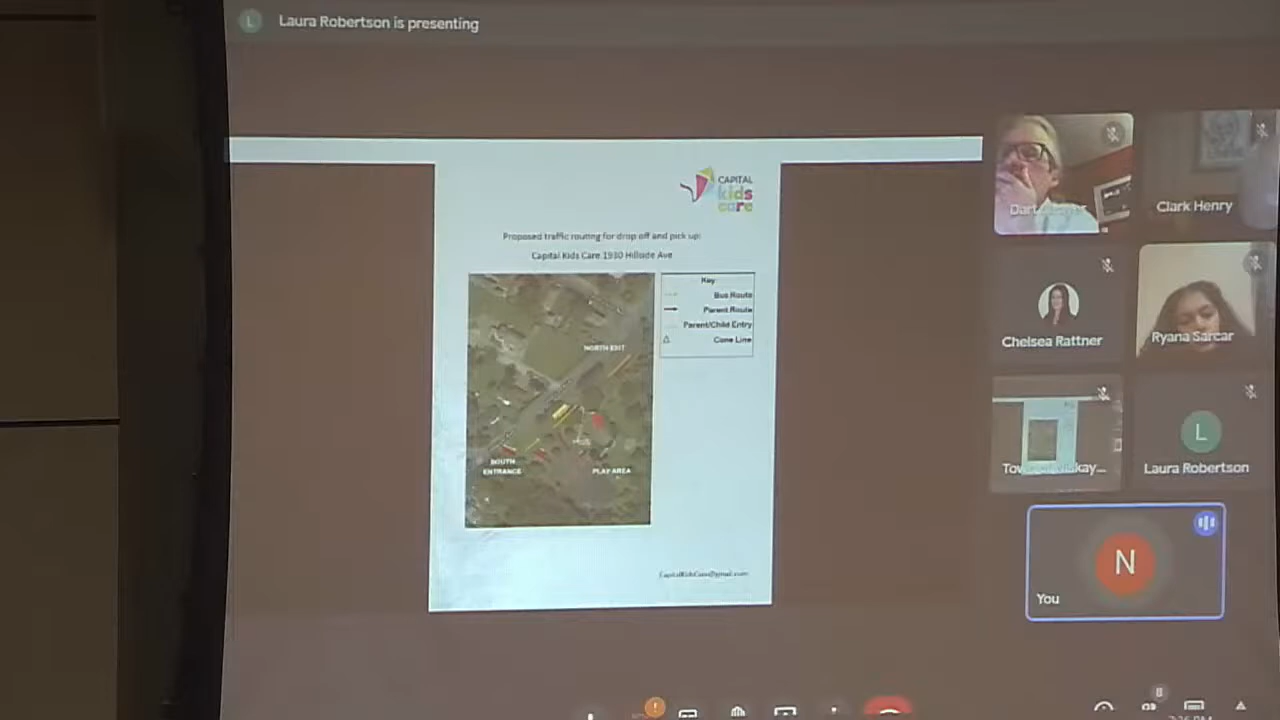 L
Laura Robertson is presenting
CAPITAL
kids
care
Proposed traffic routing for drop off and pick up:
Capital Kids Care 1930 Hillside Ave
Key
Bus Route
Parent Route
Parent/Child Entry
Cone Line
NORTH EXIT
SOUTH
ENTRANCE
PLAY AREA
CapitalKidsCare@gmail.com
Clark Henry
Chelsea Rattner
Ryana Sarcar
L
Laura Robertson
N
You
8